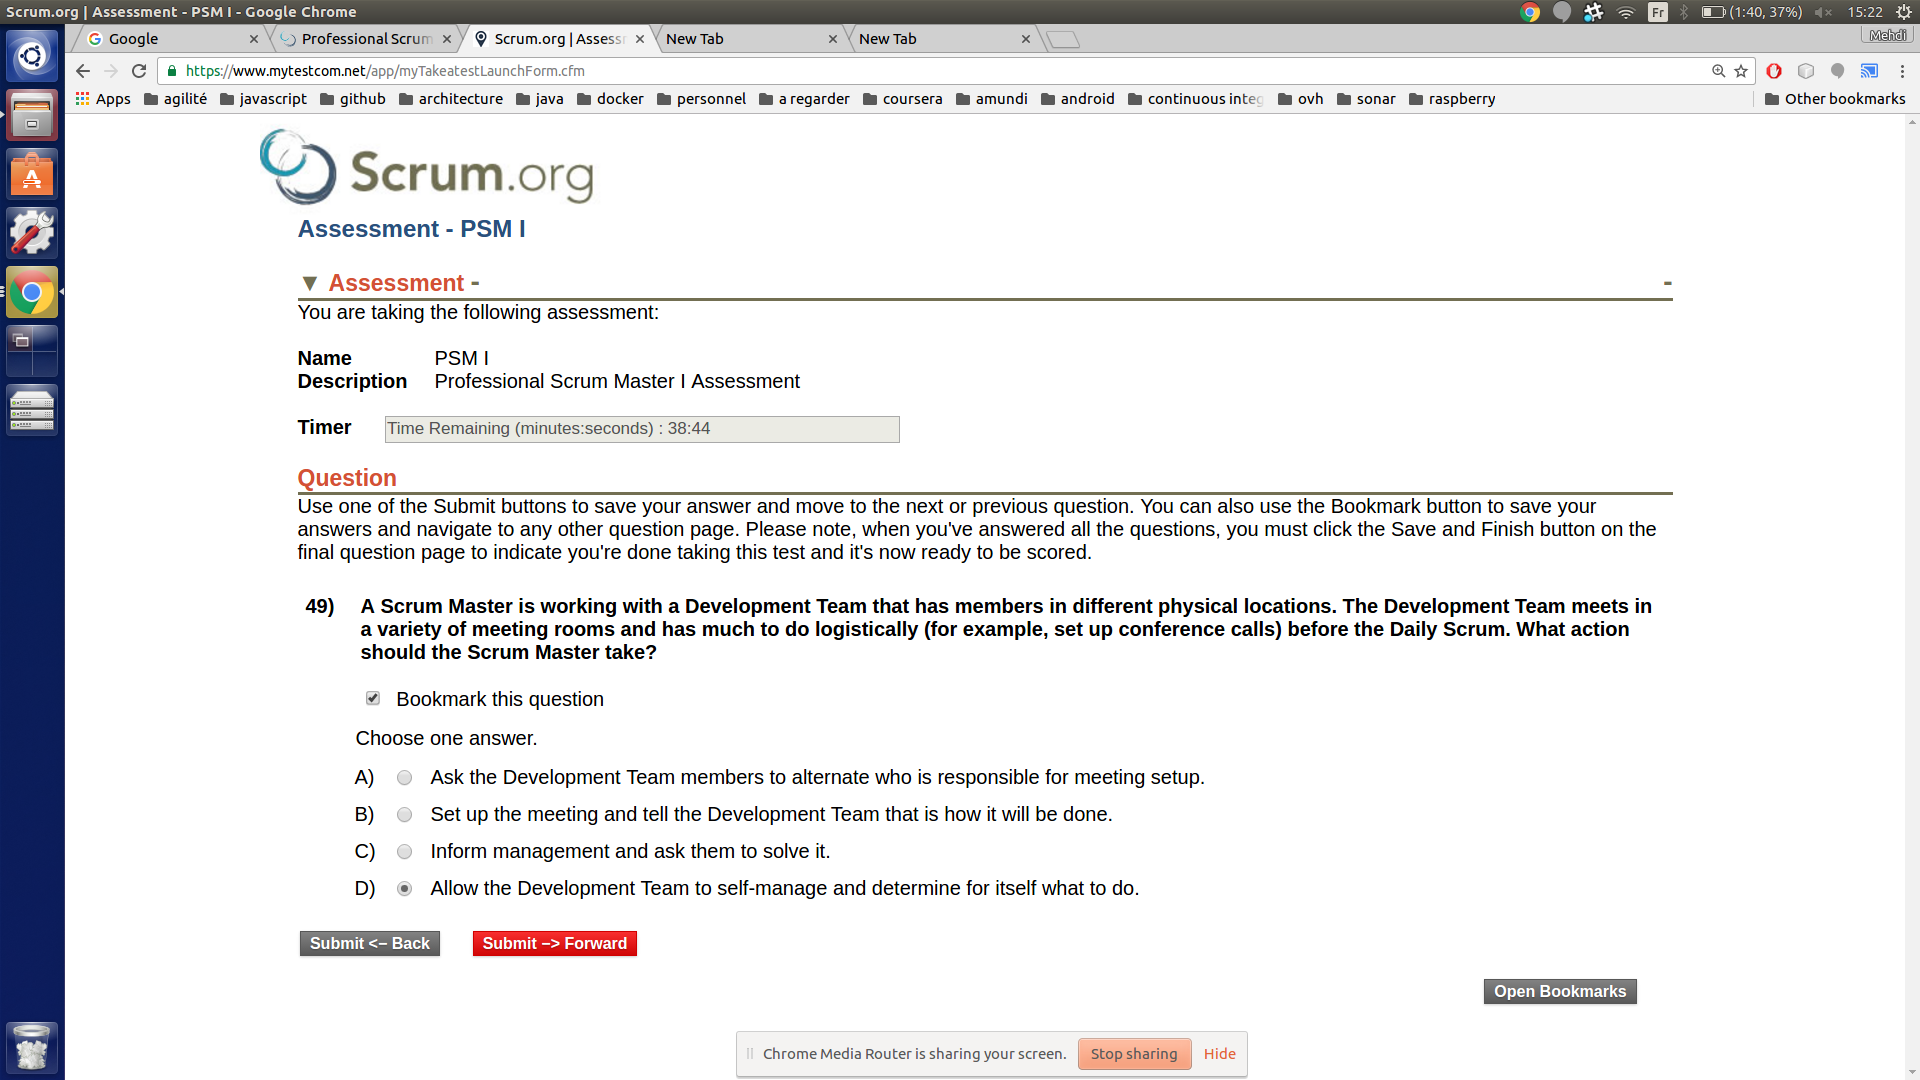 Scrum.org | Assessment - PSM I - Google Chrome
Fr
(1:40, 37%)
15:22
Google
Professional Scrum
Scrum.org | Assess
New Tab
New Tab
Mehdi
https://www.mytestcom.net/app/myTakeatestLaunchForm.cfm
Apps agilité javascript github architecture java docker personnel a regarder coursera amundi android continuous integ ovh sonar raspberry Other bookmarks
Scrum.org
Assessment - PSM I
▼ Assessment - -
You are taking the following assessment:
Name PSM I
Description Professional Scrum Master I Assessment
Timer Time Remaining (minutes:seconds) : 38:44
Question
Use one of the Submit buttons to save your answer and move to the next or previous question. You can also use the Bookmark button to save your
answers and navigate to any other question page. Please note, when you've answered all the questions, you must click the Save and Finish button on the
final question page to indicate you're done taking this test and it's now ready to be scored.
49) A Scrum Master is working with a Development Team that has members in different physical locations. The Development Team meets in
a variety of meeting rooms and has much to do logistically (for example, set up conference calls) before the Daily Scrum. What action
should the Scrum Master take?
Bookmark this question
Choose one answer.
A) Ask the Development Team members to alternate who is responsible for meeting setup.
B) Set up the meeting and tell the Development Team that is how it will be done.
C) Inform management and ask them to solve it.
D) Allow the Development Team to self-manage and determine for itself what to do.
Submit <– Back
Submit –> Forward
Open Bookmarks
Chrome Media Router is sharing your screen. Stop sharing Hide